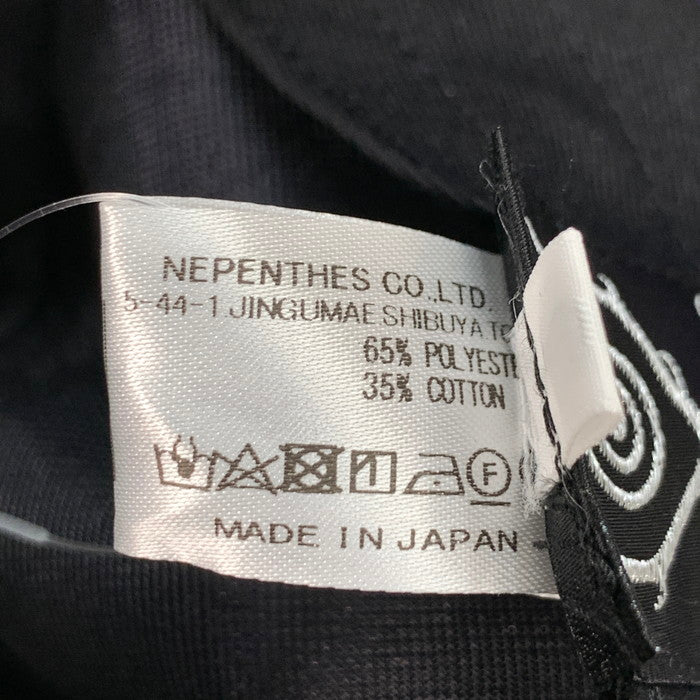 NEPENTHES CO.,LTD.
5-44-1 JINGUMAE SHIBUYA
65% POLYESTE
35% COTTON
F
MADE IN JAPAN